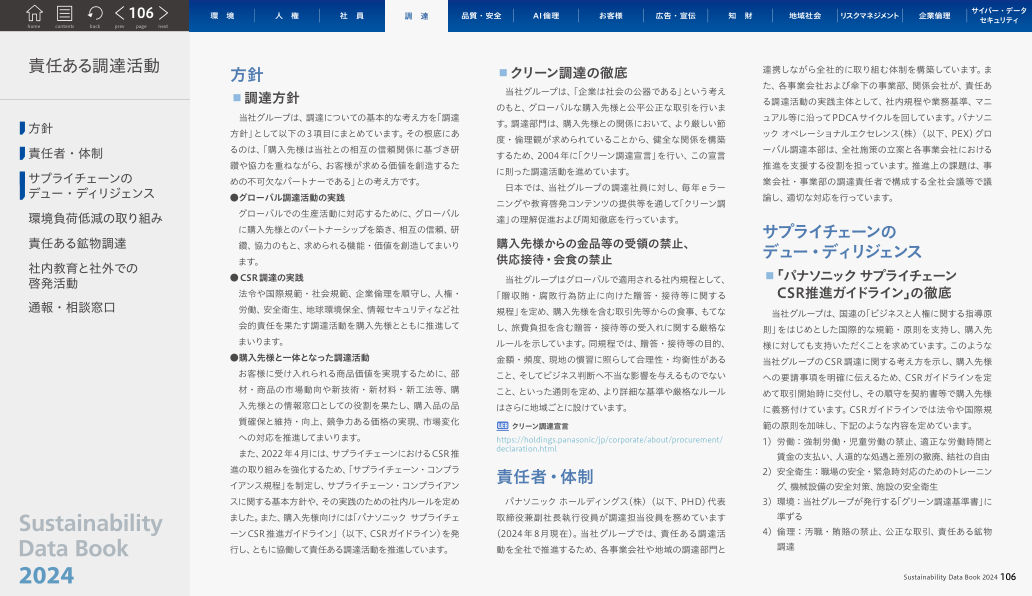 106
home
contents
back
prev
page
next
環 境
人 権
社 員
調 達
品質・安全
AI倫理
お客様
広告・宣伝
知 財
地域社会
リスクマネジメント
企業倫理
サイバー・データ
セキュリティ
責任ある調達活動
方針
責任者・体制
サプライチェーンの
デュー・ディリジェンス
環境負荷低減の取り組み
責任ある鉱物調達
社内教育と社外での
啓発活動
通報・相談窓口
Sustainability
Data Book
2024
方針
■ 調達方針
当社グループは、調達についての基本的な考え方を「調達
方針」として以下の3項目にまとめています。その根底にあ
るのは、「購入先様は当社との相互の信頼関係に基づき研
鑽や協力を重ねながら、お客様が求める価値を創造するた
めの不可欠なパートナーである」との考え方です。
●グローバル調達活動の実践
グローバルでの生産活動に対応するために、グローバル
に購入先様とのパートナーシップを築き、相互の信頼、研
鑽、協力のもと、求められる機能・価値を創造してまいり
ます。
●CSR調達の実践
法令や国際規範・社会規範、企業倫理を順守し、人権・
労働、安全衛生、地球環境保全、情報セキュリティなど社
会的責任を果たす調達活動を購入先様とともに推進して
まいります。
●購入先様と一体となった調達活動
お客様に受け入れられる商品価値を実現するために、部
材・商品の市場動向や新技術・新材料・新工法等、購
入先様との情報窓口としての役割を果たし、購入品の品
質確保と維持・向上、競争力ある価格の実現、市場変化
への対応を推進してまいります。
また、2022年4月には、サプライチェーンにおけるCSR推
進の取り組みを強化するため、「サプライチェーン・コンプラ
イアンス規程」を制定し、サプライチェーン・コンプライアン
スに関する基本方針や、その実践のための社内ルールを定め
ました。また、購入先様向けには「パナソニック サプライチェ
ーンCSR推進ガイドライン」（以下、CSRガイドライン）を発
行し、ともに協働して責任ある調達活動を推進しています。
■ クリーン調達の徹底
当社グループは、「企業は社会の公器である」という考え
のもと、グローバルな購入先様と公平公正な取引を行いま
す。調達部門は、購入先様との関係において、より厳しい節
度・倫理観が求められていることから、健全な関係を構築
するため、2004年に「クリーン調達宣言」を行い、この宣言
に則った調達活動を進めています。
日本では、当社グループの調達社員に対し、毎年eラー
ニングや教育啓発コンテンツの提供等を通して「クリーン調
達」の理解促進および周知徹底を行っています。
購入先様からの金品等の受領の禁止、
供応接待・会食の禁止
当社グループはグローバルで適用される社内規程として、
「贈収賄・腐敗行為防止に向けた贈答・接待等に関する
規程」を定め、購入先様を含む取引先等からの食事、もてな
し、旅費負担を含む贈答・接待等の受入れに関する厳格な
ルールを示しています。同規程では、贈答・接待等の目的、
金額・頻度、現地の慣習に照らして合理性・均衡性がある
こと、そしてビジネス判断へ不当な影響を与えるものでない
こと、といった通則を定め、より詳細な基準や厳格なルール
はさらに地域ごとに設けています。
クリーン調達宣言
https://holdings.panasonic/jp/corporate/about/procurement/
declaration.html
責任者・体制
パナソニック ホールディングス（株）（以下、PHD）代表
取締役兼副社長執行役員が調達担当役員を務めています
（2024年8月現在）。当社グループでは、責任ある調達活
動を全社で推進するため、各事業会社や地域の調達部門と
連携しながら全社的に取り組む体制を構築しています。ま
た、各事業会社および傘下の事業部、関係会社が、責任あ
る調達活動の実践主体として、社内規程や業務基準、マニュ
アル等に沿ってPDCAサイクルを回しています。パナソニ
ック オペレーショナルエクセレンス（株）（以下、PEX）グロ
ーバル調達本部は、全社施策の立案と各事業会社における
推進を支援する役割を担っています。推進上の課題は、事
業会社・事業部の調達責任者で構成する全社会議等で議
論し、適切な対応を行っています。
サプライチェーンの
デュー・ディリジェンス
■ 「パナソニック サプライチェーン
CSR推進ガイドライン」の徹底
当社グループは、国連の「ビジネスと人権に関する指導原
則」をはじめとした国際的な規範・原則を支持し、購入先
様に対しても支持いただくことを求めています。このような
当社グループのCSR調達に関する考え方を示し、購入先様
への要請事項を明確に伝えるため、CSRガイドラインを定
めて取引開始時に交付し、その順守を契約書等で購入先様
に義務付けています。CSRガイドラインでは法令や国際規
範の原則を加味し、下記のような内容を定めています。
1）労働：強制労働・児童労働の禁止、適正な労働時間と
賃金の支払い、人道的な処遇と差別の撤廃、結社の自由
2）安全衛生：職場の安全・緊急時対応のためのトレーニン
グ、機械設備の安全対策、施設の安全衛生
3）環境：当社グループが発行する「グリーン調達基準書」に
準ずる
4）倫理：汚職・賄賂の禁止、公正な取引、責任ある鉱物
調達
Sustainability Data Book 2024 106